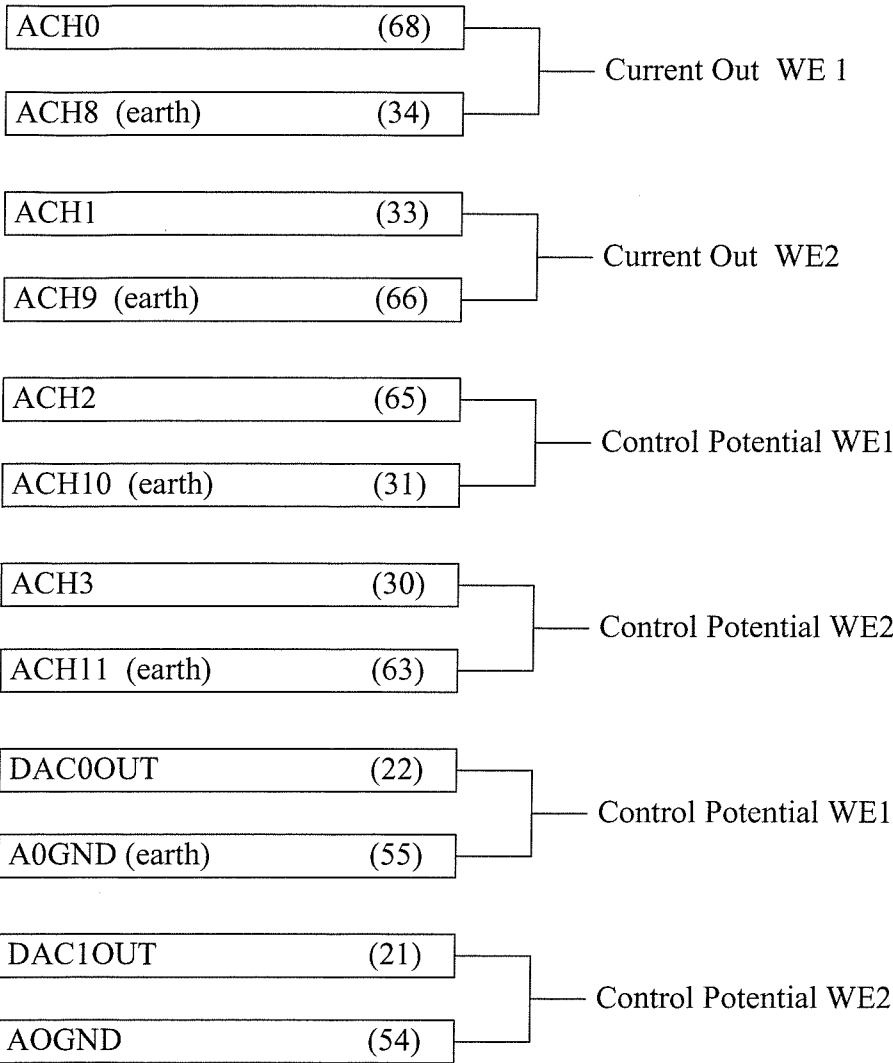 ACH0 (68)
Current Out WE 1
ACH8 (earth) (34)
ACH1 (33)
Current Out WE2
ACH9 (earth) (66)
ACH2 (65)
Control Potential WE1
ACH10 (earth) (31)
ACH3 (30)
Control Potential WE2
ACH11 (earth) (63)
DAC0OUT (22)
Control Potential WE1
A0GND (earth) (55)
DAC1OUT (21)
Control Potential WE2
AOGND (54)